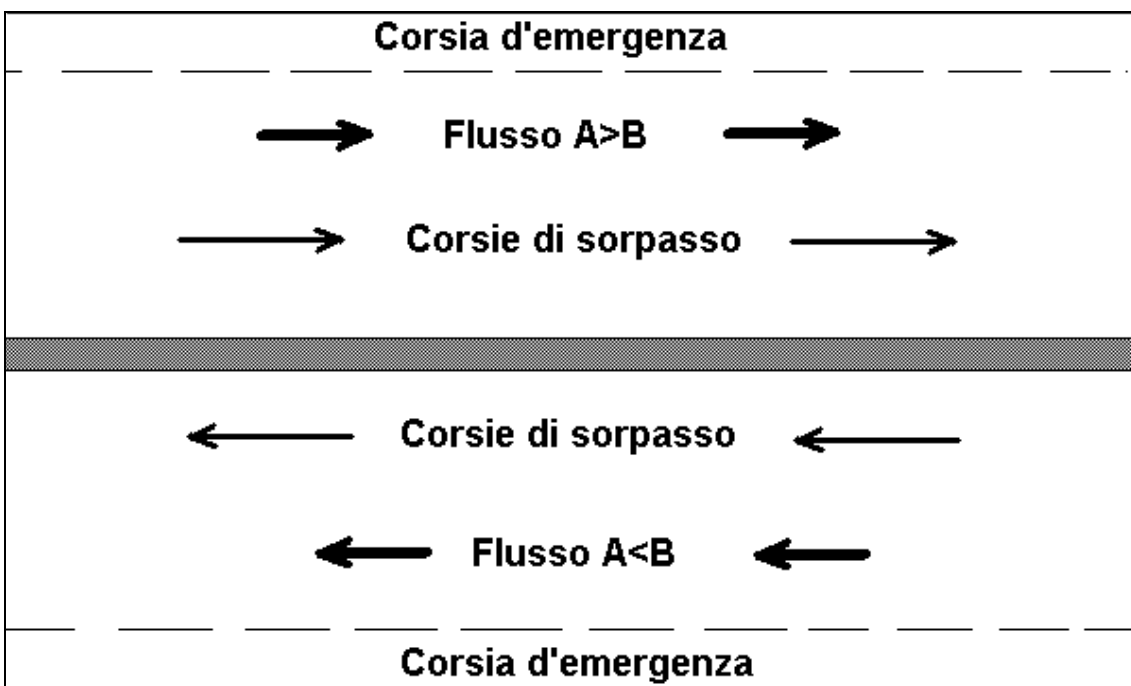 Corsia d'emergenza
Flusso A>B
Corsie di sorpasso
Corsie di sorpasso
Flusso A<B
Corsia d'emergenza